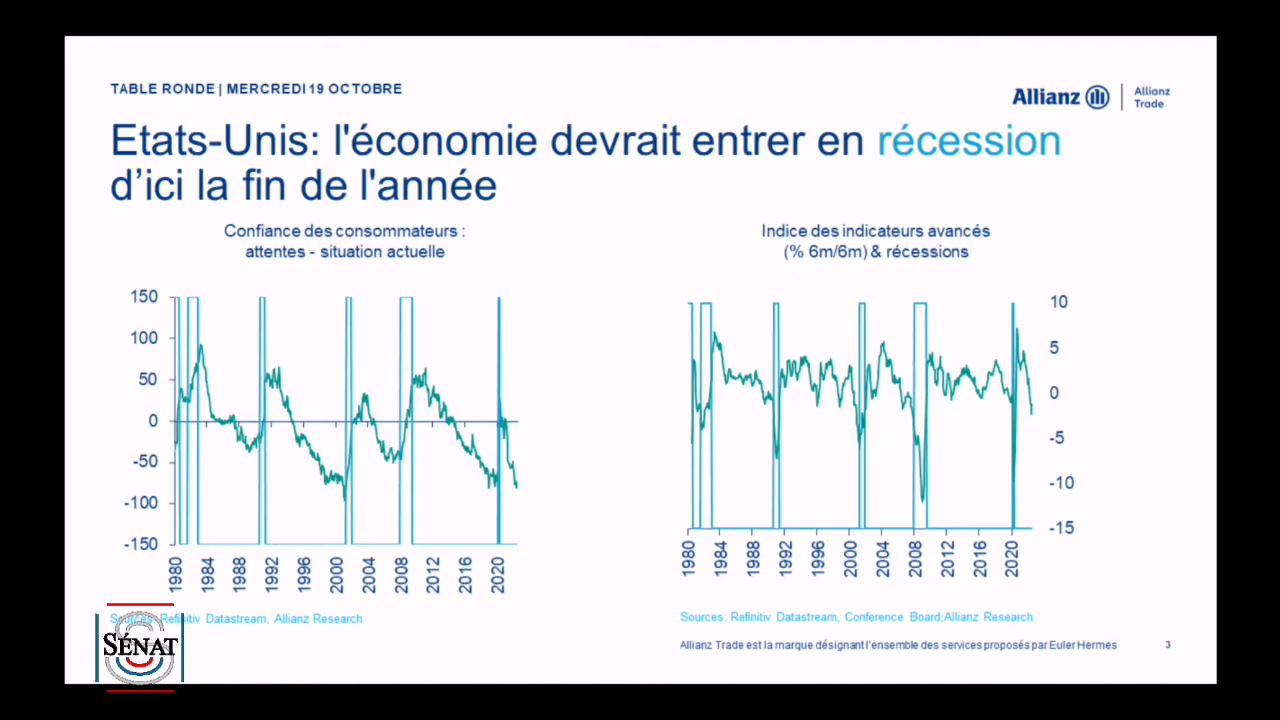 TABLE RONDE | MERCREDI 19 OCTOBRE
Allianz
Allianz
Trade
Etats-Unis: l'économie devrait entrer en récession
d’ici la fin de l'année
Confiance des consommateurs :
attentes - situation actuelle
150
100
50
0
-50
-100
-150
1980
1984
1988
1992
1996
2000
2004
2008
2012
2016
2020
Sources: Refinitiv Datastream, Allianz Research
Indice des indicateurs avancés
(% 6m/6m) & récessions
10
5
0
-5
-10
-15
1980
1984
1988
1992
1996
2000
2004
2008
2012
2016
2020
Sources: Refinitiv Datastream, Conference Board,Allianz Research
SÉNAT
Allianz Trade est la marque désignant l'ensemble des services proposés par Euler Hermes
3